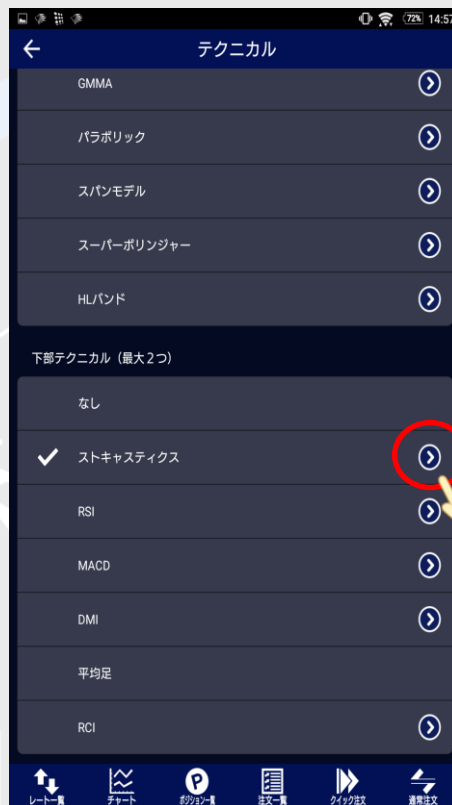 72% 14:57
テクニカル
GMMA
パラボリック
スパンモデル
スーパーボリンジャー
HLバンド
下部テクニカル（最大２つ）
なし
ストキャスティクス
RSI
MACD
DMI
平均足
RCI
レート一覧 チャート ポジション一覧 注文一覧 クイック注文 通常注文